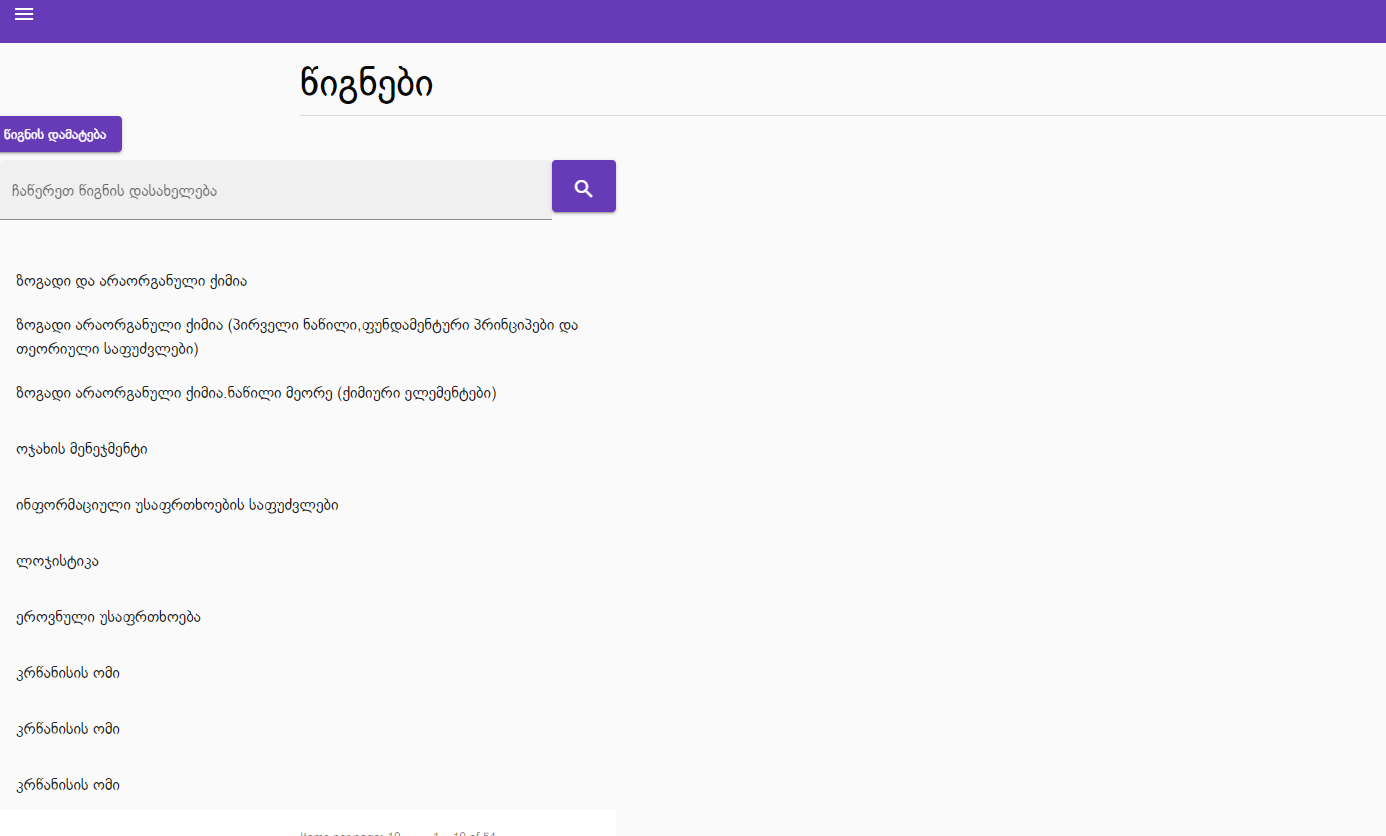 წიგნები
წიგნის დამატება
ჩაწერეთ წიგნის დასახელება
ზოგადი და არაორგანული ქიმია
ზოგადი არაორგანული ქიმია (პირველი ნაწილი,ფუნდამენტური პრინციპები და
თეორიული საფუძვლები)
ზოგადი არაორგანული ქიმია.ნაწილი მეორე (ქიმიური ელემენტები)
ოჯახის მენეჯმენტი
ინფორმაციული უსაფრთხოების საფუძვლები
ლოჯისტიკა
ეროვნული უსაფრთხოება
კრწანისის ომი
კრწანისის ომი
კრწანისის ომი
Items per page: 10 1 – 10 of 54